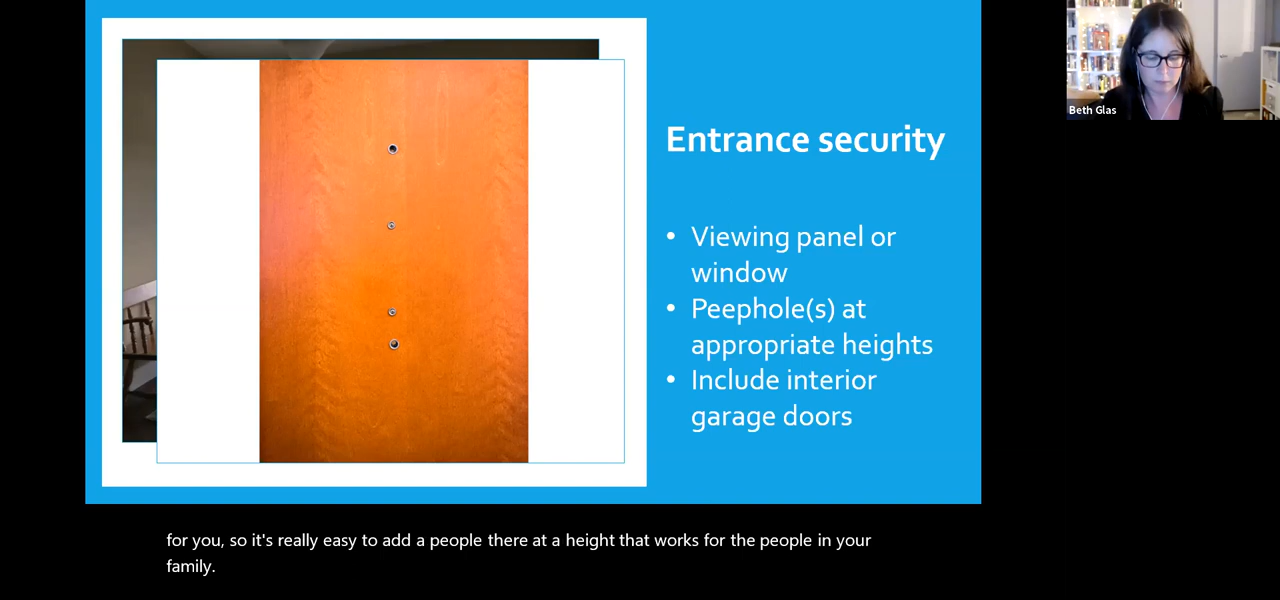 Entrance security
• Viewing panel or
window
• Peephole(s) at
appropriate heights
• Include interior
garage doors
Beth Glas
for you, so it's really easy to add a people there at a height that works for the people in your
family.